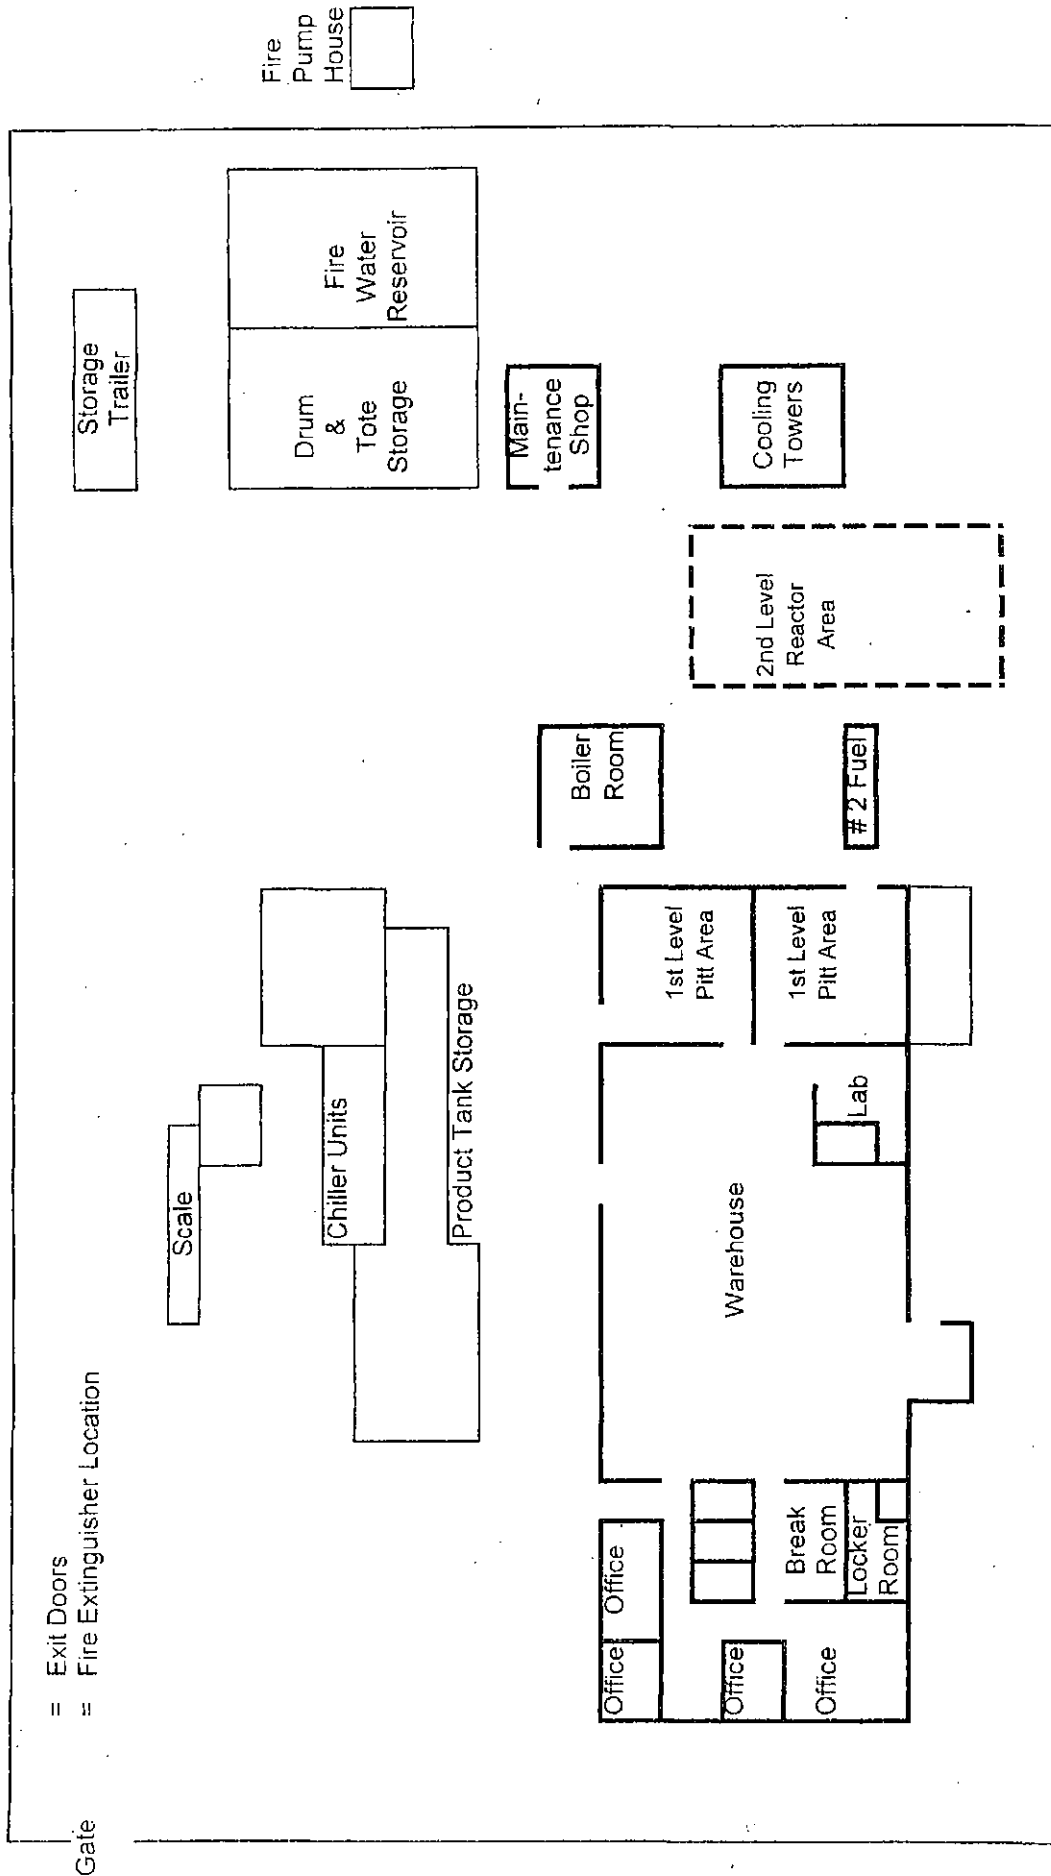 Gate
= Exit Doors
= Fire Extinguisher Location
Scale
Storage
Trailer
Fire
Pump
House
Chiller Units
Product Tank Storage
Drum
&
Tote
Storage
Fire
Water
Reservoir
Main-
tenance
Shop
Boiler
Room
Cooling
Towers
2nd Level
Reactor
Area
# 2 Fuel
1st Level
Pitt Area
1st Level
Pitt Area
Warehouse
Lab
Office
Office
Office
Office
Break
Room
Locker
Room